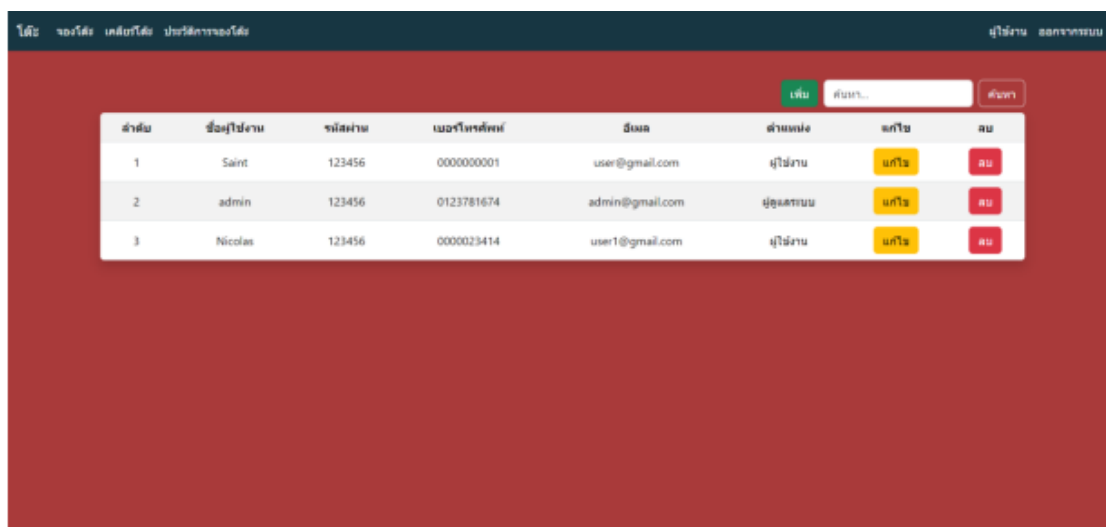 โต๊ะ จองโต๊ะ เคลียร์โต๊ะ ประวัติการจองโต๊ะ ผู้ใช้งาน ออกจากระบบ
เพิ่ม ค้นหา... ค้นหา
ลำดับ ชื่อผู้ใช้งาน รหัสผ่าน เบอร์โทรศัพท์ อีเมล ตำแหน่ง แก้ไข ลบ
1 Saint 123456 0000000001 user@gmail.com ผู้ใช้งาน แก้ไข ลบ
2 admin 123456 0123781674 admin@gmail.com ผู้ดูแลระบบ แก้ไข ลบ
3 Nicolas 123456 0000023414 user1@gmail.com ผู้ใช้งาน แก้ไข ลบ